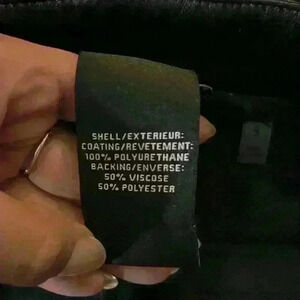 SHELL/EXTERIEUR:
COATING/REVETEMENT:
100% POLYURETHANE
BACKING/ENVERSE:
50% VISCOSE
50% POLYESTER